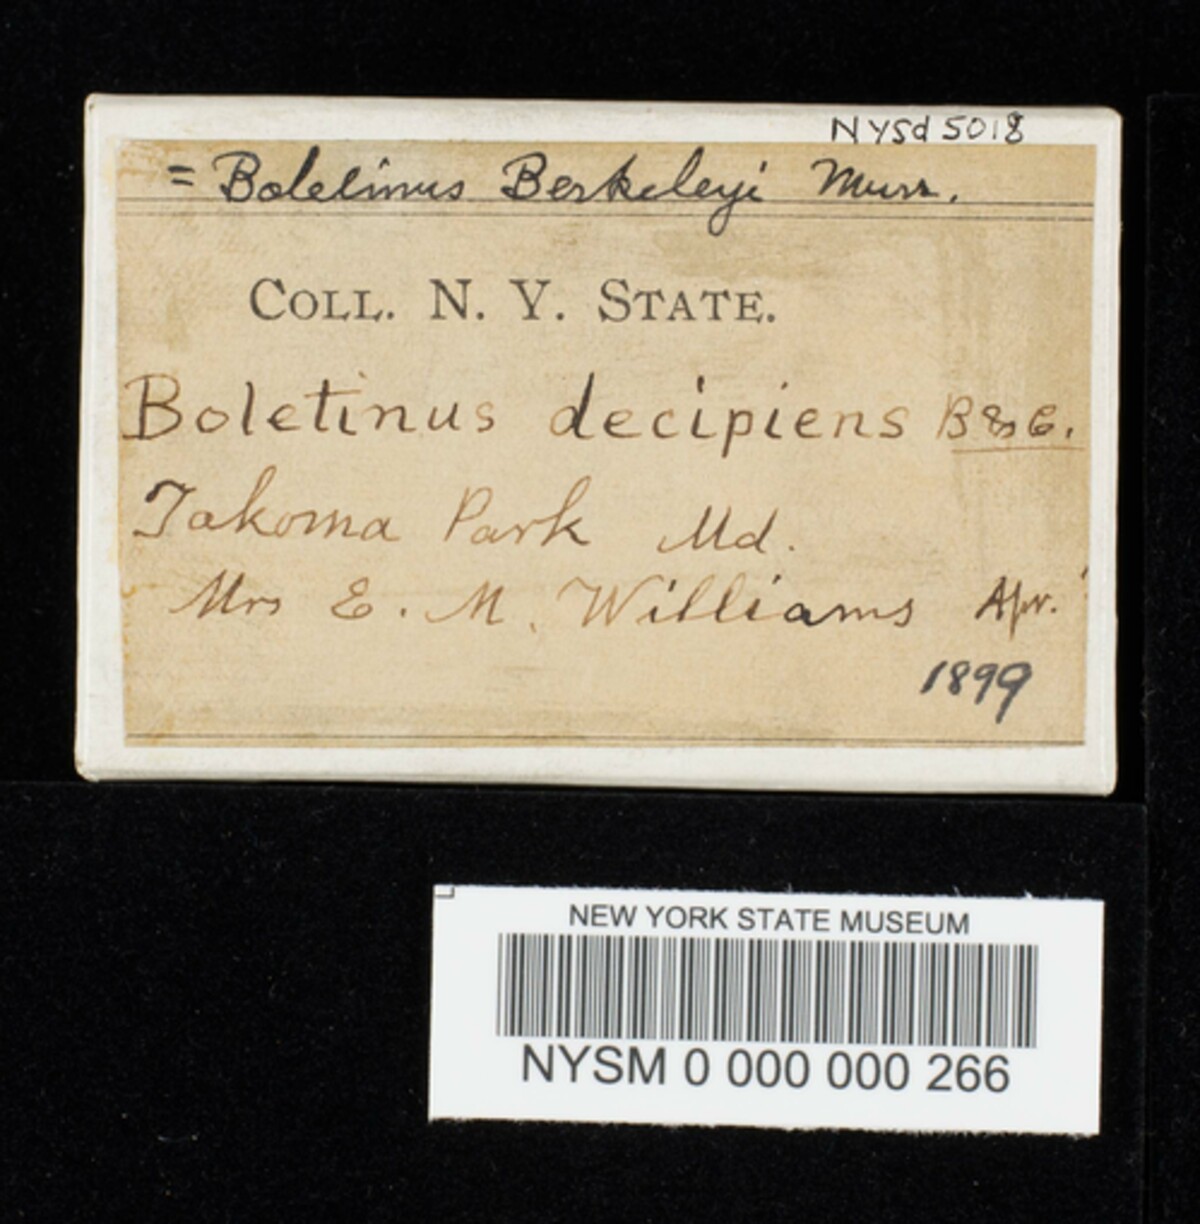 NYSd 5018
= Boletinus Berkeleyi Murr.
COLL. N. Y. STATE.
Boletinus decipiens B & C.
Takoma Park Md.
Mrs E. M. Williams Apr.
1899
NEW YORK STATE MUSEUM
NYSM 0 000 000 266